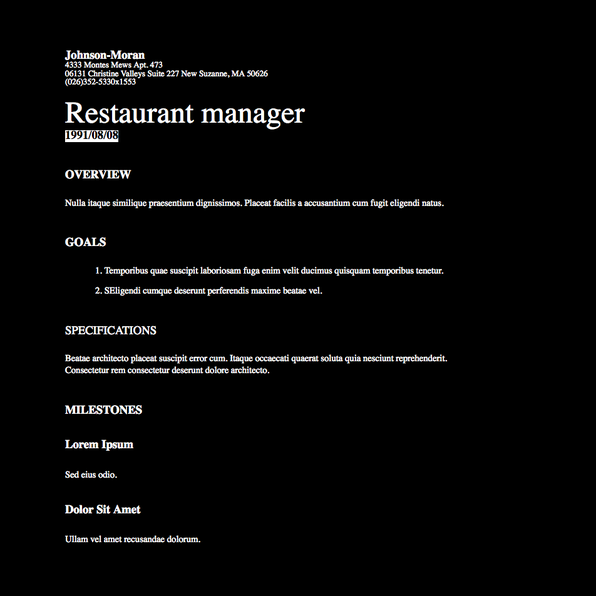 Johnson-Moran
4333 Montes Mews Apt. 473
06131 Christine Valleys Suite 227 New Suzanne, MA 50626
(026)352-5330x1553
Restaurant manager
1991/08/08
OVERVIEW
Nulla itaque similique praesentium dignissimos. Placeat facilis a accusantium cum fugit eligendi natus.
GOALS
1. Temporibus quae suscipit laboriosam fuga enim velit ducimus quisquam temporibus tenetur.
2. SEligendi cumque deserunt perferendis maxime beatae vel.
SPECIFICATIONS
Beatae architecto placeat suscipit error cum. Itaque occaecati quaerat soluta quia nesciunt reprehenderit.
Consectetur rem consectetur deserunt dolore architecto.
MILESTONES
Lorem Ipsum
Sed eius odio.
Dolor Sit Amet
Ullam vel amet recusandae dolorum.